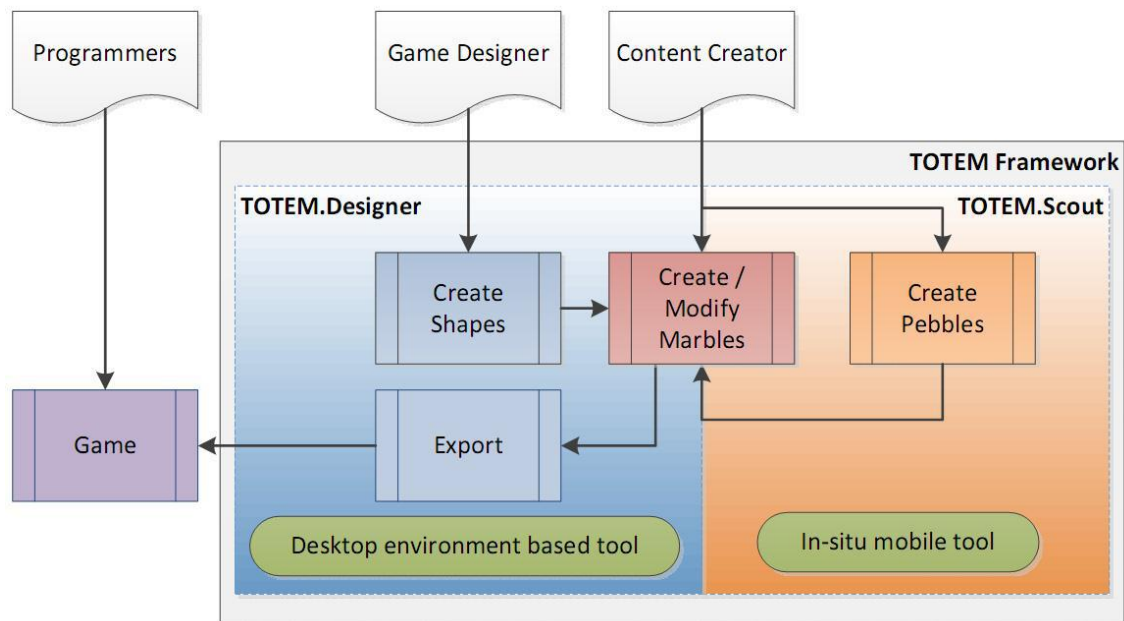 Programmers
Game Designer
Content Creator
TOTEM Framework
TOTEM.Designer
TOTEM.Scout
Create
Shapes
Create /
Modify
Marbles
Create
Pebbles
Game
Export
Desktop environment based tool
In-situ mobile tool